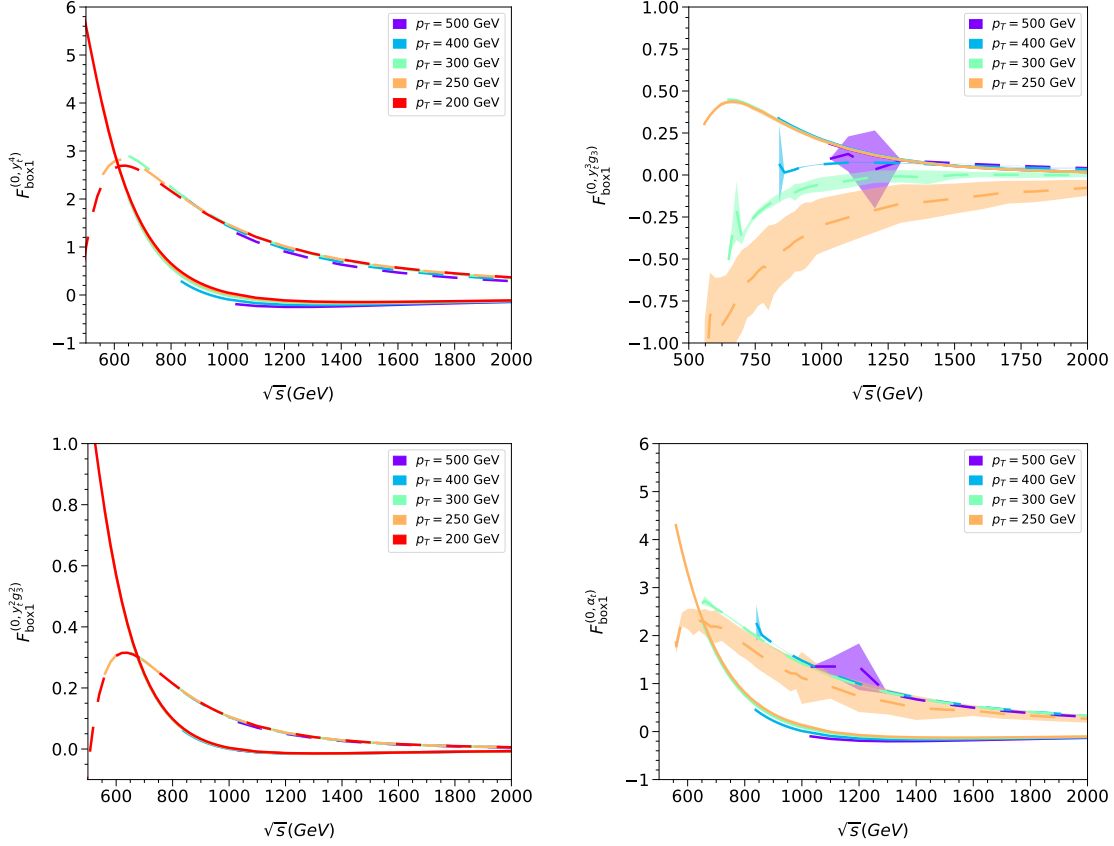 6
5
4
3
2
1
0
−1
600 800 1000 1200 1400 1600 1800 2000
√s(GeV)
F_box1^(0,y_t^4)
p_T = 500 GeV
p_T = 400 GeV
p_T = 300 GeV
p_T = 250 GeV
p_T = 200 GeV
1.00
0.75
0.50
0.25
0.00
−0.25
−0.50
−0.75
−1.00
500 750 1000 1250 1500 1750 2000
√s(GeV)
F_box1^(0,y_t^3 g_3)
p_T = 500 GeV
p_T = 400 GeV
p_T = 300 GeV
p_T = 250 GeV
1.0
0.8
0.6
0.4
0.2
0.0
600 800 1000 1200 1400 1600 1800 2000
√s(GeV)
F_box1^(0,y_t^2 g_3^2)
p_T = 500 GeV
p_T = 400 GeV
p_T = 300 GeV
p_T = 250 GeV
p_T = 200 GeV
6
5
4
3
2
1
0
−1
600 800 1000 1200 1400 1600 1800 2000
√s(GeV)
F_box1^(0,α_t)
p_T = 500 GeV
p_T = 400 GeV
p_T = 300 GeV
p_T = 250 GeV